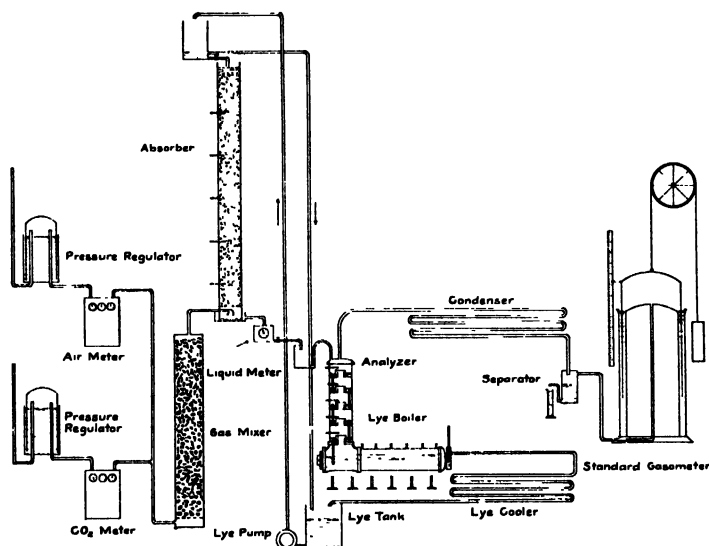 Absorber
Pressure Regulator
Condenser
Air Meter
Liquid Meter
Analyzer
Separator
Pressure
Regulator
Gas Mixer
Lye Boiler
Standard Gasometer
CO₂ Meter
Lye Pump
Lye Tank
Lye Cooler